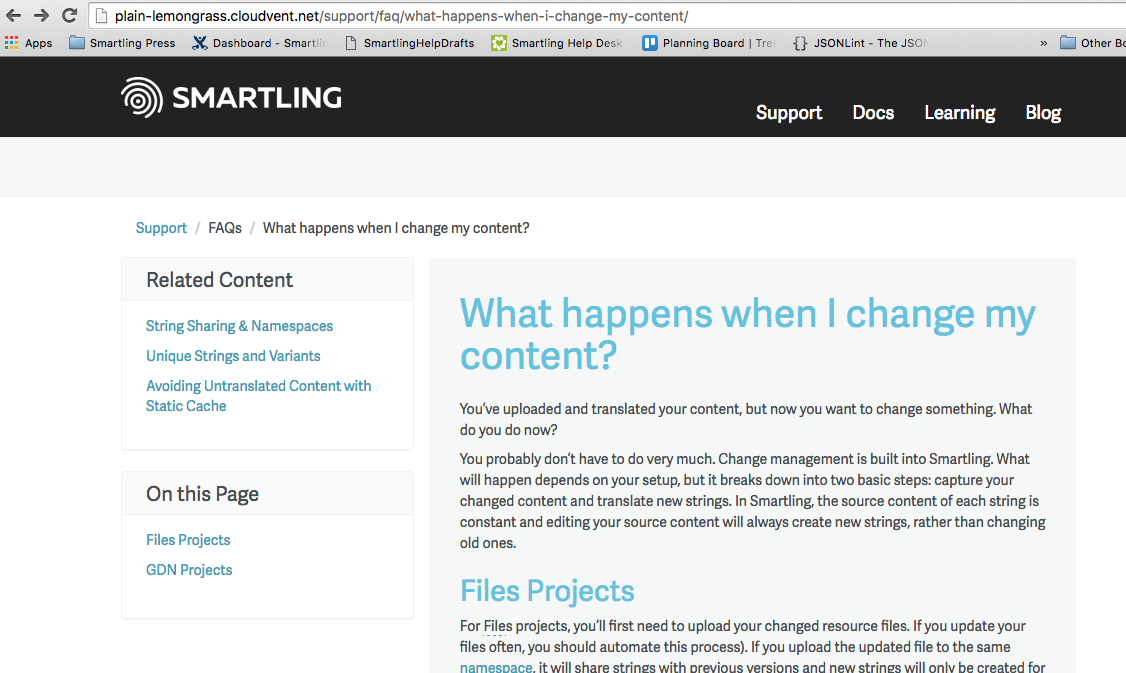 plain-lemongrass.cloudvent.net/support/faq/what-happens-when-i-change-my-content/
Apps Smartling Press Dashboard - Smartlin SmartlingHelpDrafts Smartling Help Desk Planning Board | Trel JSONLint - The JSON » Other Bo
SMARTLING
Support Docs Learning Blog
Support / FAQs / What happens when I change my content?
Related Content
String Sharing & Namespaces
Unique Strings and Variants
Avoiding Untranslated Content with
Static Cache
On this Page
Files Projects
GDN Projects
What happens when I change my
content?
You've uploaded and translated your content, but now you want to change something. What
do you do now?
You probably don't have to do very much. Change management is built into Smartling. What
will happen depends on your setup, but it breaks down into two basic steps: capture your
changed content and translate new strings. In Smartling, the source content of each string is
constant and editing your source content will always create new strings, rather than changing
old ones.
Files Projects
For Files projects, you'll first need to upload your changed resource files. If you update your
files often, you should automate this process). If you upload the updated file to the same
namespace, it will share strings with previous versions and new strings will only be created for